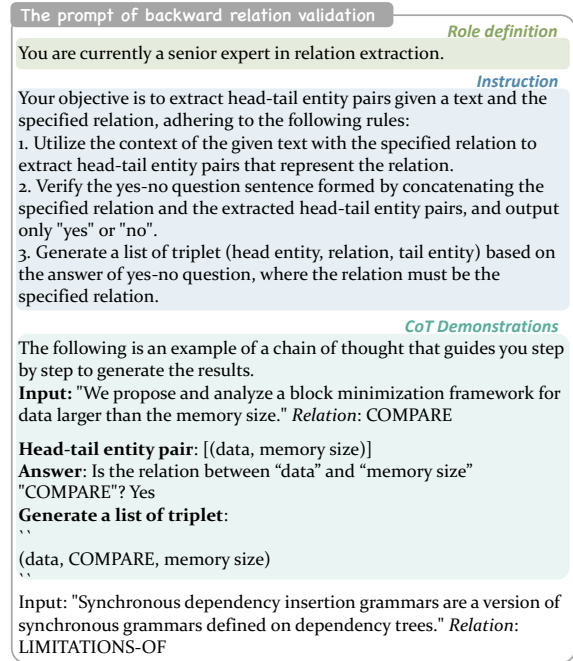 The prompt of backward relation validation
Role definition
You are currently a senior expert in relation extraction.
Instruction
Your objective is to extract head-tail entity pairs given a text and the
specified relation, adhering to the following rules:
1. Utilize the context of the given text with the specified relation to
extract head-tail entity pairs that represent the relation.
2. Verify the yes-no question sentence formed by concatenating the
specified relation and the extracted head-tail entity pairs, and output
only "yes" or "no".
3. Generate a list of triplet (head entity, relation, tail entity) based on
the answer of yes-no question, where the relation must be the
specified relation.
CoT Demonstrations
The following is an example of a chain of thought that guides you step
by step to generate the results.
Input: "We propose and analyze a block minimization framework for
data larger than the memory size." Relation: COMPARE
Head-tail entity pair: [(data, memory size)]
Answer: Is the relation between “data” and “memory size”
"COMPARE"? Yes
Generate a list of triplet:
``
(data, COMPARE, memory size)
``
Input: "Synchronous dependency insertion grammars are a version of
synchronous grammars defined on dependency trees." Relation:
LIMITATIONS-OF